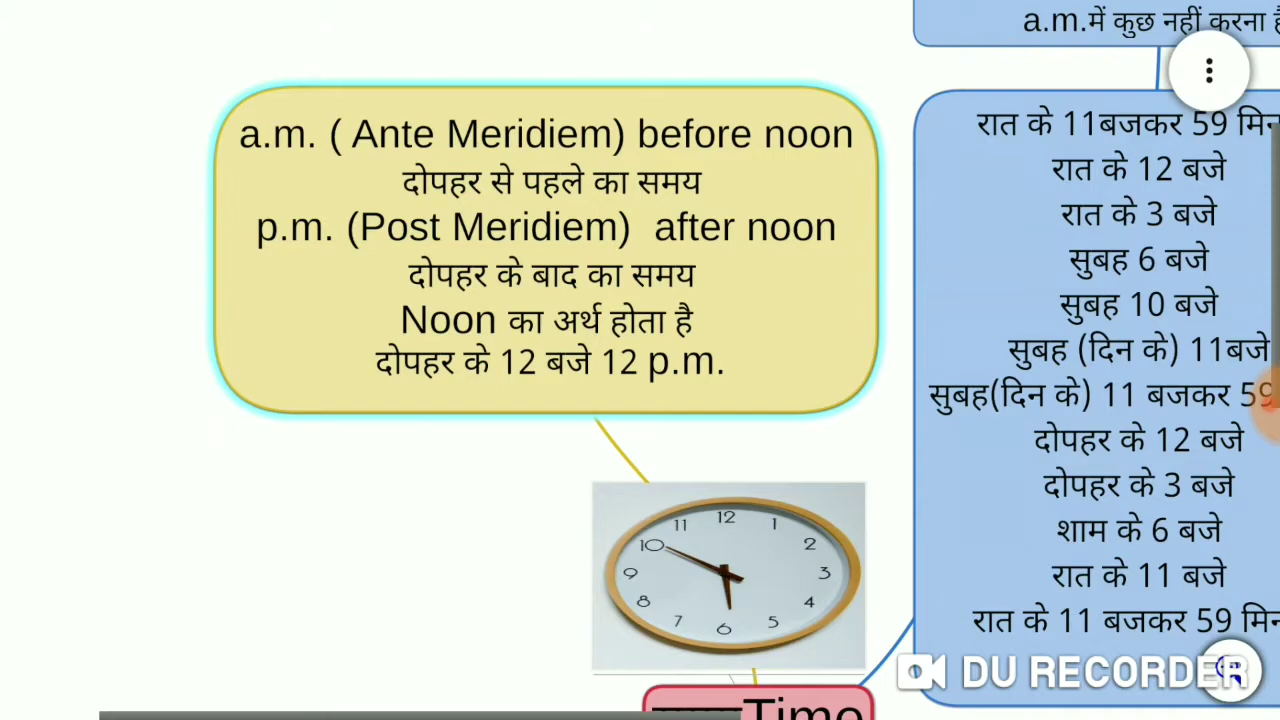 a.m.में कुछ नहीं करना
a.m. ( Ante Meridiem) before noon
दोपहर से पहले का समय
p.m. (Post Meridiem) after noon
दोपहर के बाद का समय
Noon का अर्थ होता है
दोपहर के 12 बजे 12 p.m.
रात के 11बजकर 59
रात के 12 बजे
रात के 3 बजे
सुबह 6 बजे
सुबह 10 बजे
सुबह (दिन के) 11बजे
सुबह(दिन के) 11 बजकर 59
दोपहर के 12 बजे
दोपहर के 3 बजे
शाम के 6 बजे
रात के 11 बजे
रात के 11 बजकर 59
12
11
1
10
2
9
3
8
4
7
5
6
DU RECORDER
Time